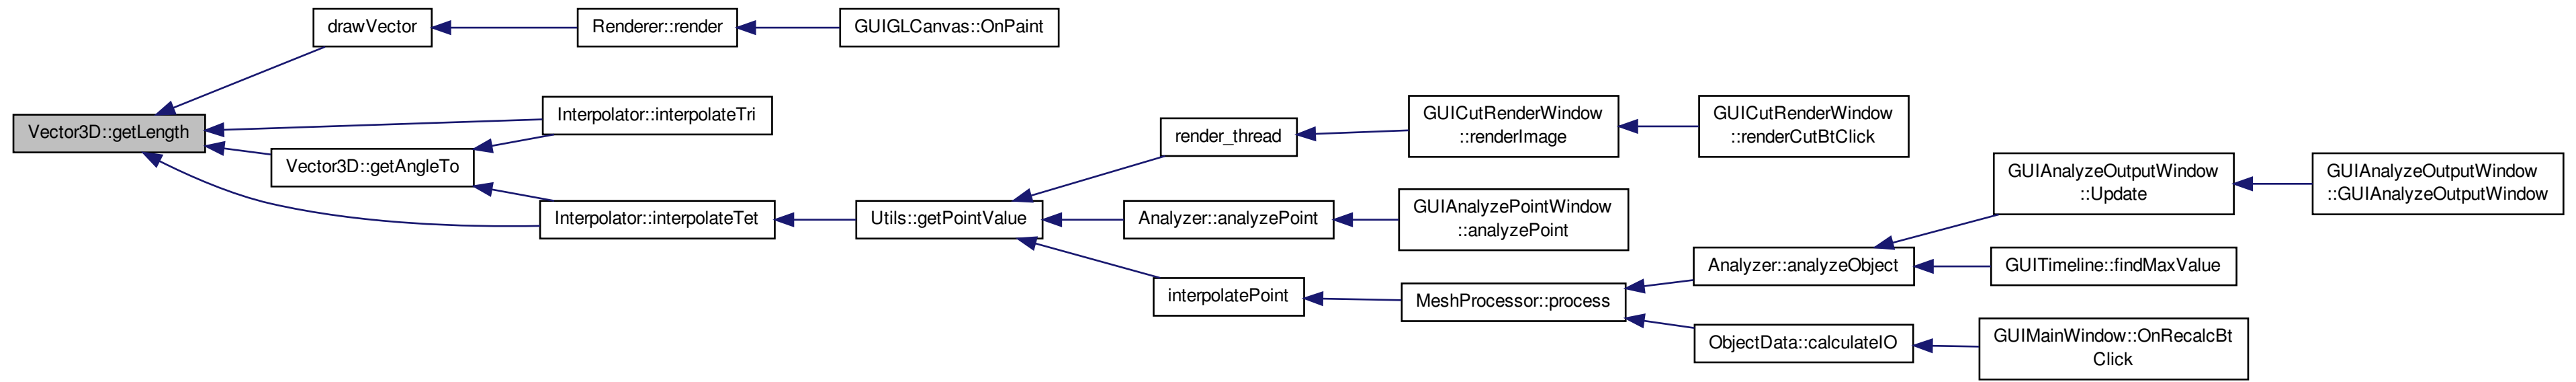 drawVector
Renderer::render
GUIGLCanvas::OnPaint
Vector3D::getLength
Interpolator::interpolateTri
Vector3D::getAngleTo
Interpolator::interpolateTet
Utils::getPointValue
render_thread
GUICutRenderWindow
::renderImage
GUICutRenderWindow
::renderCutBtClick
Analyzer::analyzePoint
GUIAnalyzePointWindow
::analyzePoint
interpolatePoint
MeshProcessor::process
Analyzer::analyzeObject
GUIAnalyzeOutputWindow
::Update
GUIAnalyzeOutputWindow
::GUIAnalyzeOutputWindow
GUITimeline::findMaxValue
ObjectData::calculateIO
GUIMainWindow::OnRecalcBt
Click